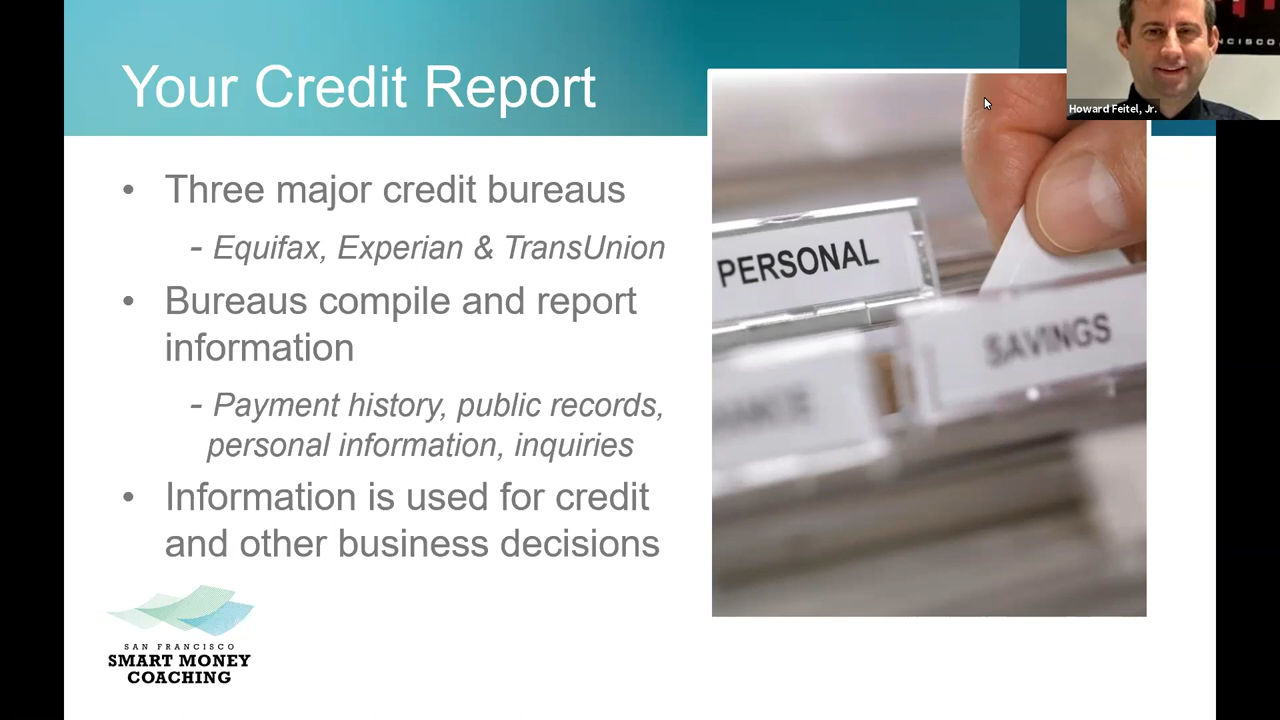 Your Credit Report
NCISCO
Howard Feitel, Jr.
• Three major credit bureaus
- Equifax, Experian & TransUnion
• Bureaus compile and report
information
- Payment history, public records,
personal information, inquiries
• Information is used for credit
and other business decisions
PERSONAL
SAVINGS
SAN FRANCISCO
SMART MONEY
COACHING